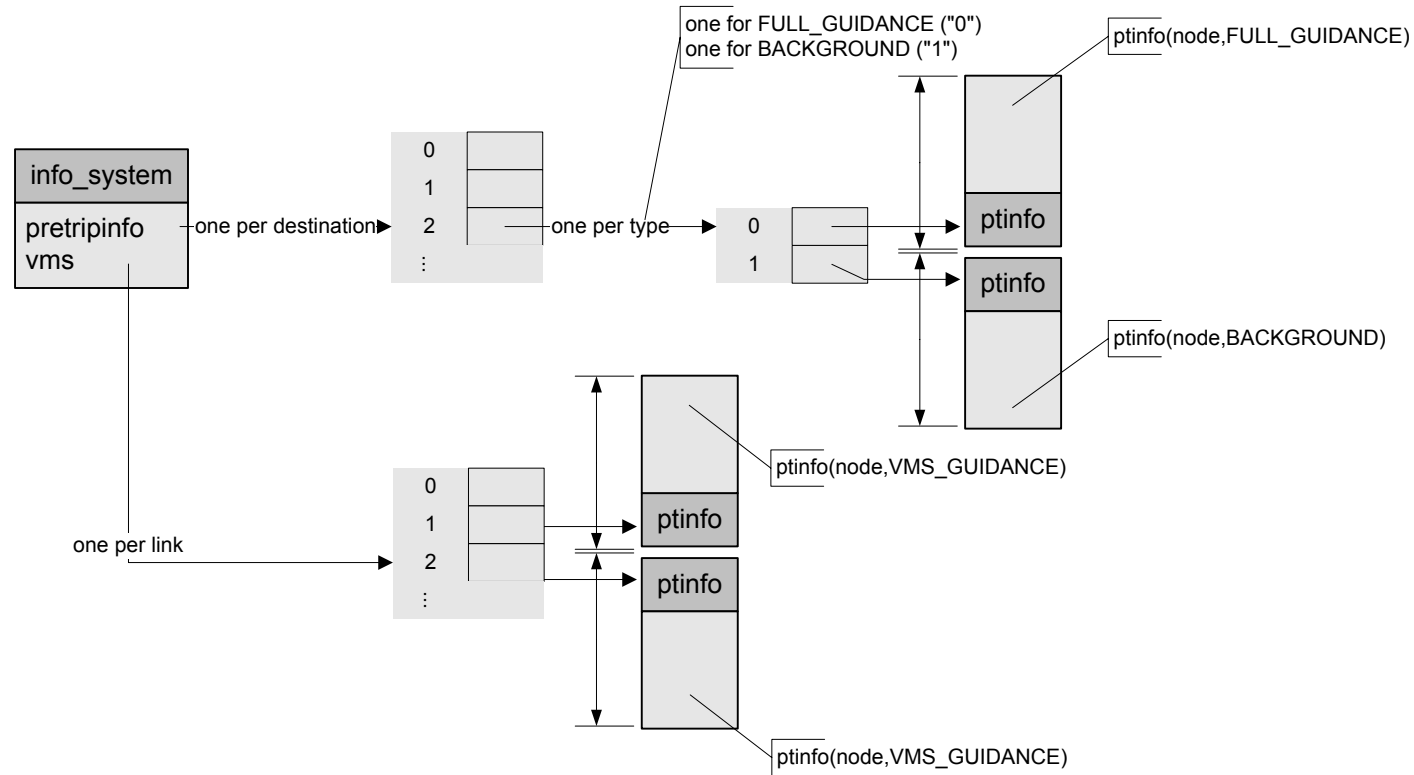 one for FULL_GUIDANCE ("0")
one for BACKGROUND ("1")
ptinfo(node,FULL_GUIDANCE)
info_system
pretripinfo
vms
one per destination
0
1
2
⋮
one per type
0
1
ptinfo
ptinfo
ptinfo(node,BACKGROUND)
one per link
0
1
2
⋮
ptinfo(node,VMS_GUIDANCE)
ptinfo
ptinfo
ptinfo(node,VMS_GUIDANCE)